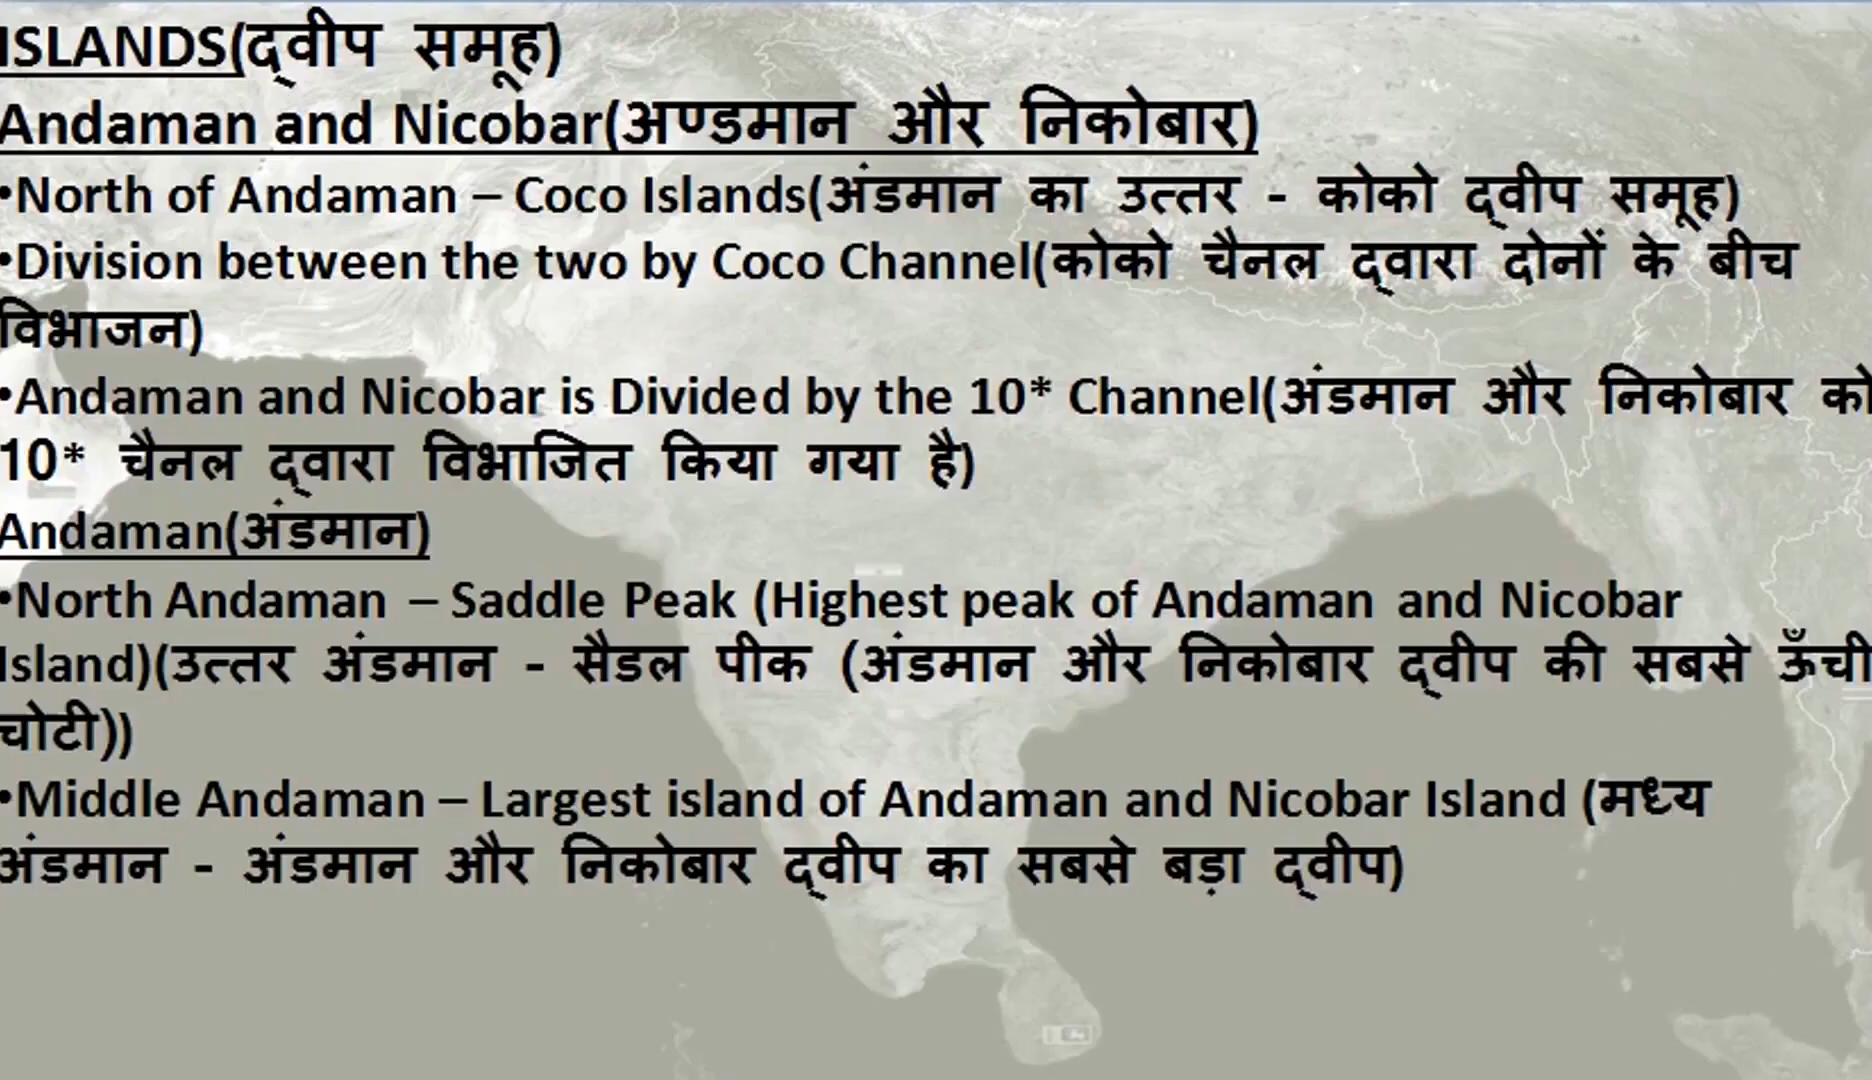 ISLANDS(द्वीप समूह)
Andaman and Nicobar(अण्डमान और निकोबार)
•North of Andaman – Coco Islands(अंडमान का उत्तर - कोको द्वीप समूह)
•Division between the two by Coco Channel(कोको चैनल द्वारा दोनों के बीच
विभाजन)
•Andaman and Nicobar is Divided by the 10* Channel(अंडमान और निकोबार को
10* चैनल द्वारा विभाजित किया गया है)
Andaman(अंडमान)
•North Andaman – Saddle Peak (Highest peak of Andaman and Nicobar
Island)(उत्तर अंडमान - सैडल पीक (अंडमान और निकोबार द्वीप की सबसे ऊँची
चोटी))
•Middle Andaman – Largest island of Andaman and Nicobar Island (मध्य
अंडमान - अंडमान और निकोबार द्वीप का सबसे बड़ा द्वीप)